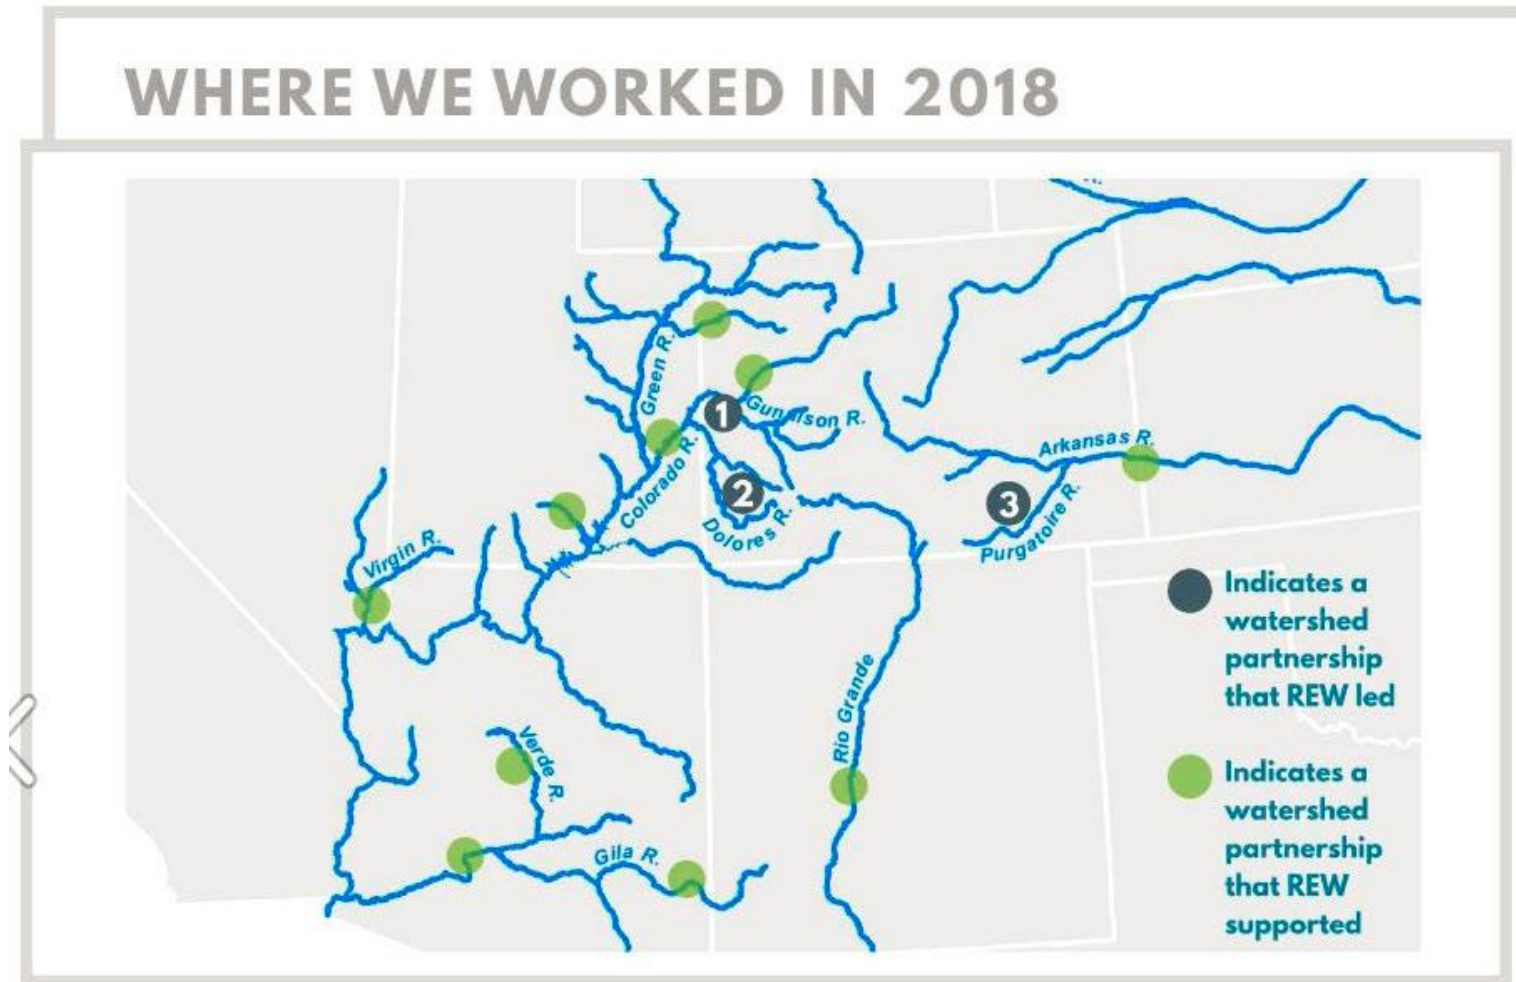 WHERE WE WORKED IN 2018
Green R.
1
Gunnison R.
Arkansas R.
Colorado R.
2
3
Dolores R.
Purgatoire R.
Virgin R.
Indicates a
watershed
partnership
that REW led
Rio Grande
Verde R.
Indicates a
watershed
partnership
that REW
supported
Gila R.